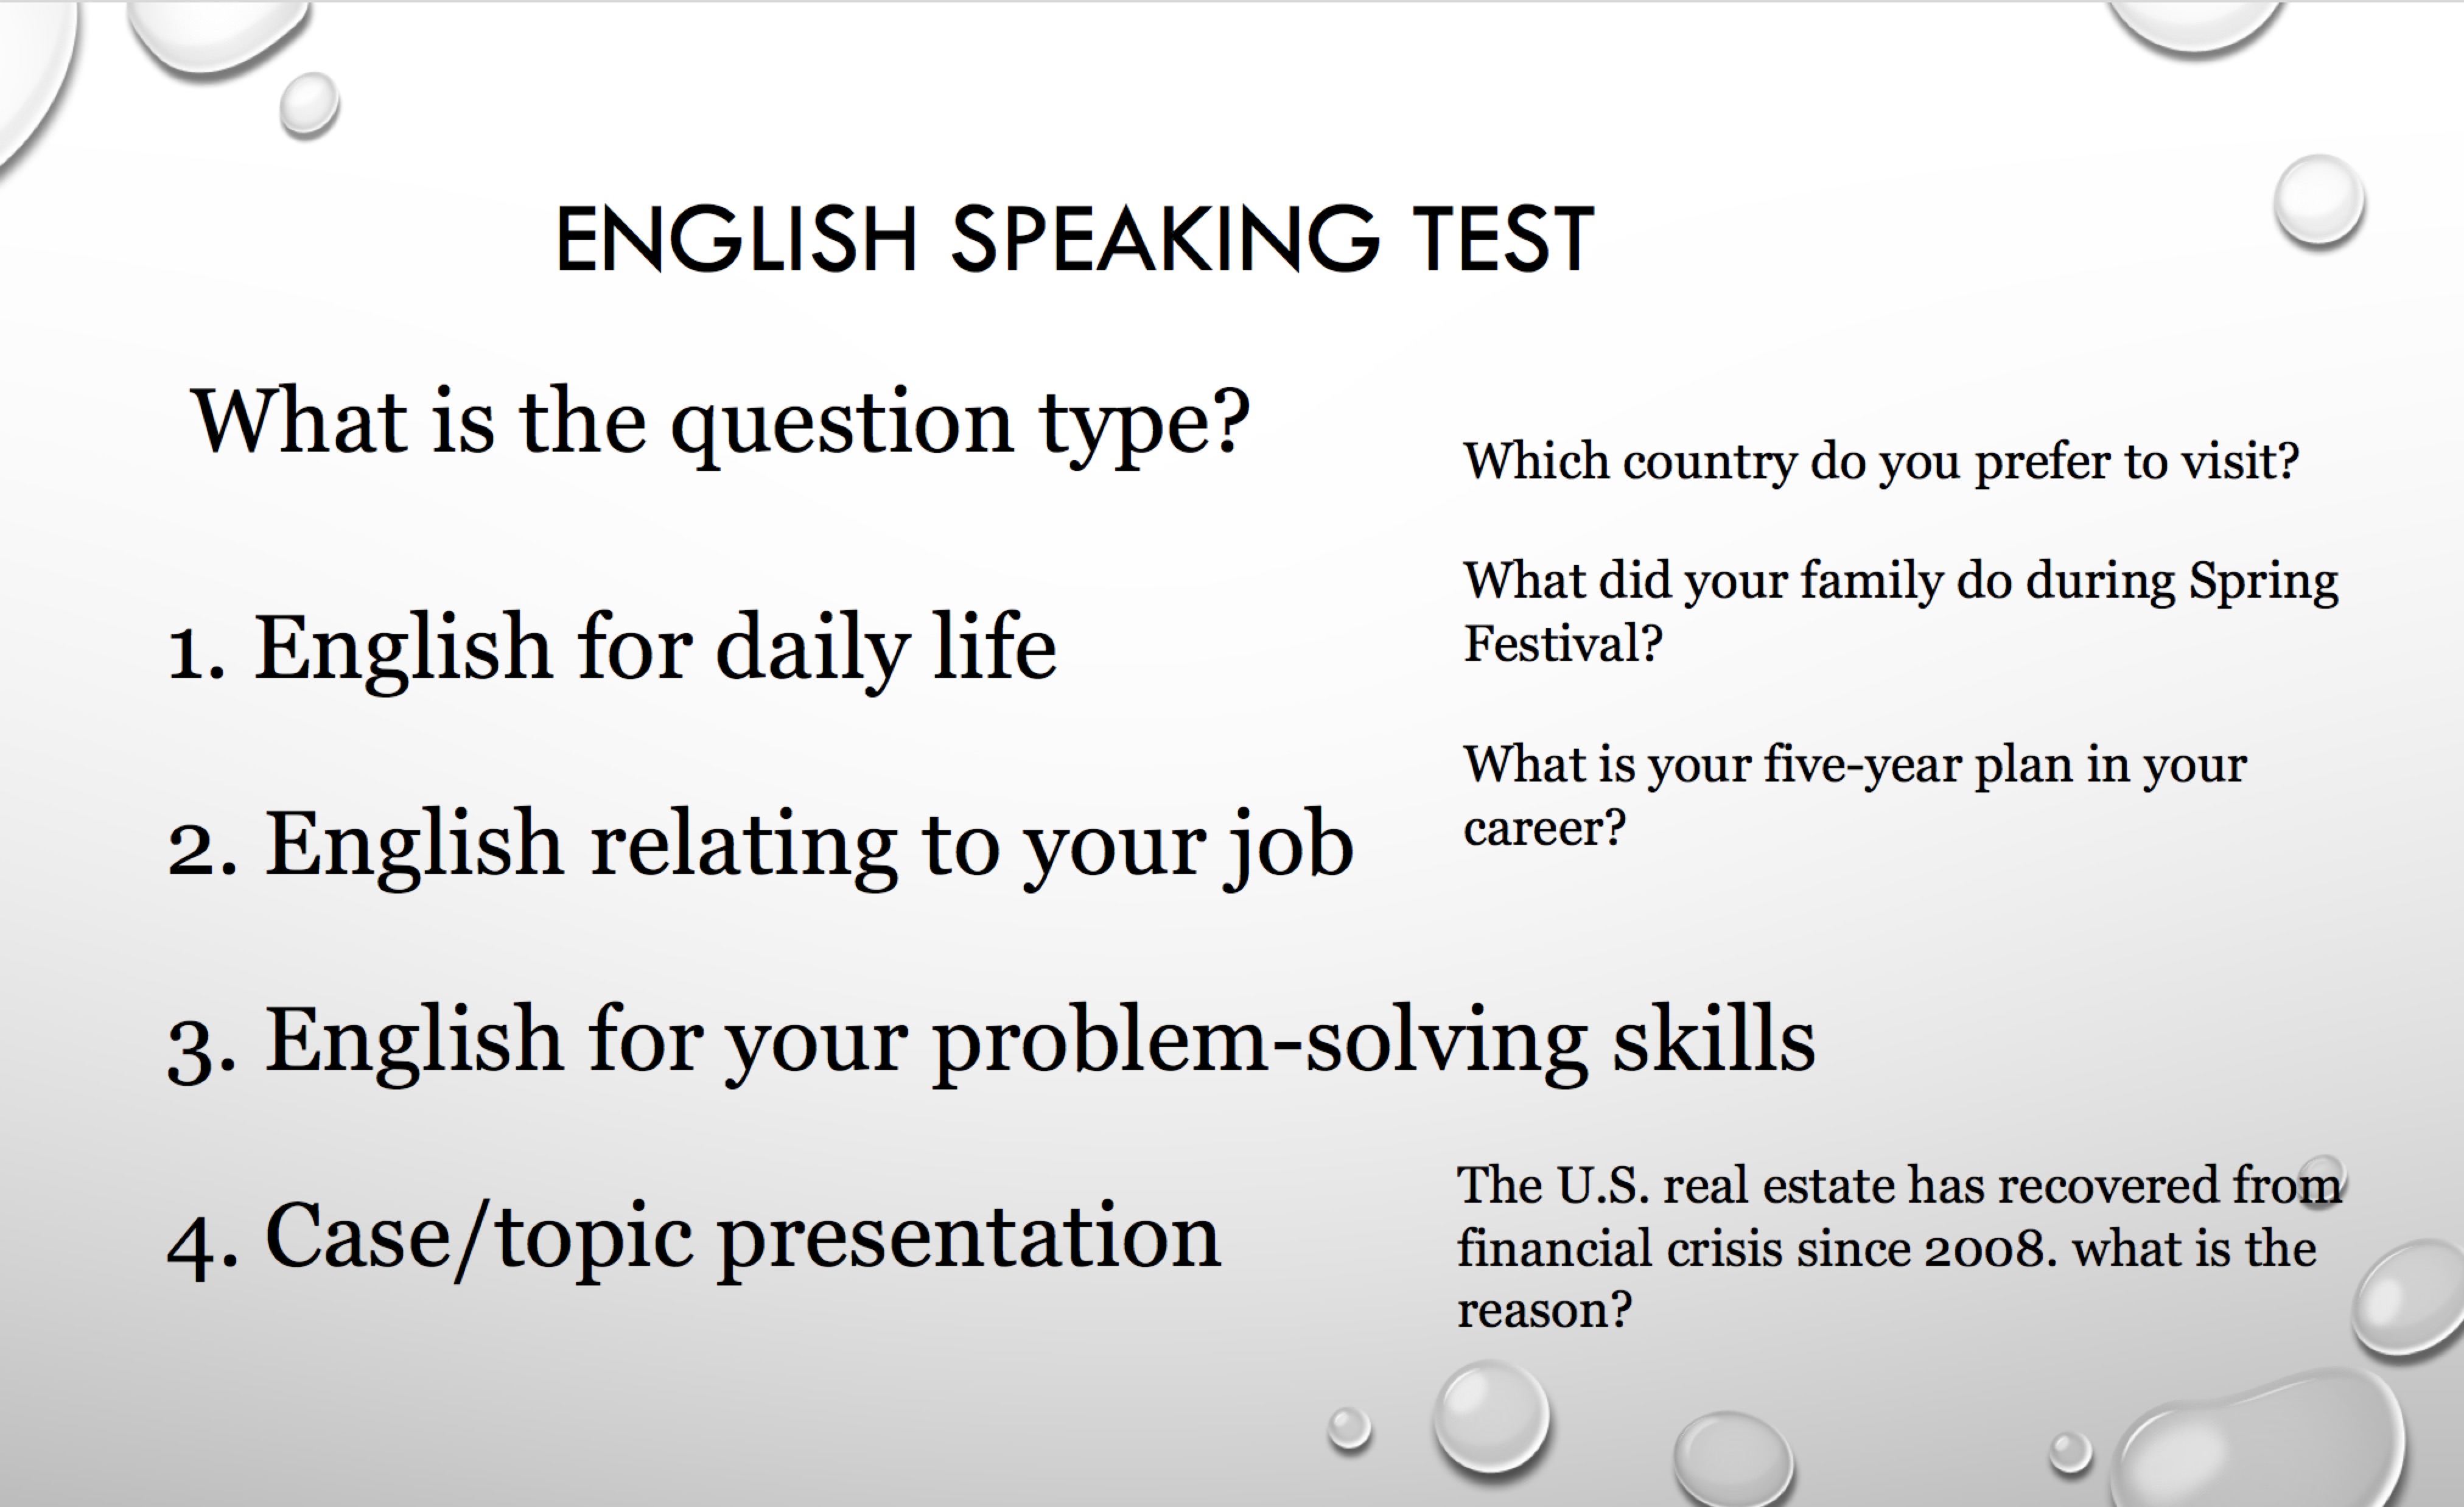 ENGLISH SPEAKING TEST
What is the question type?
Which country do you prefer to visit?
What did your family do during Spring
Festival?
1. English for daily life
What is your five-year plan in your
career?
2. English relating to your job
3. English for your problem-solving skills
The U.S. real estate has recovered from
financial crisis since 2008. what is the
reason?
4. Case/topic presentation